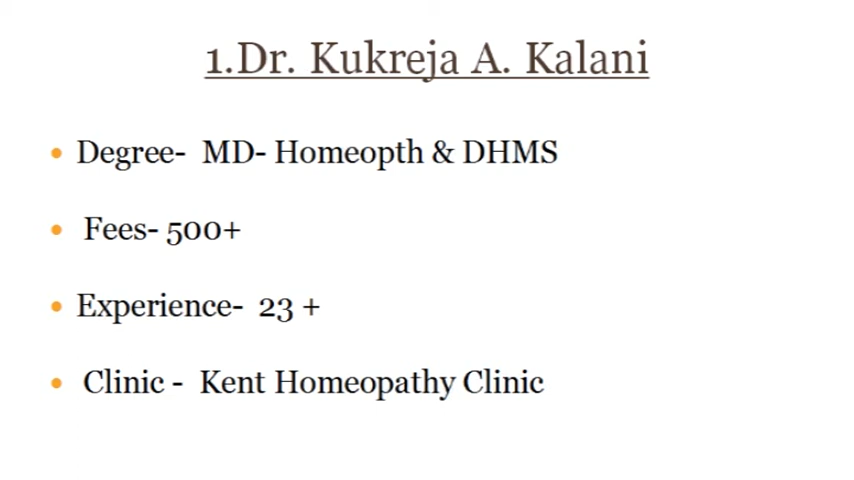 1.Dr. Kukreja A. Kalani
• Degree- MD- Homeopth & DHMS
• Fees- 500+
• Experience- 23 +
• Clinic - Kent Homeopathy Clinic